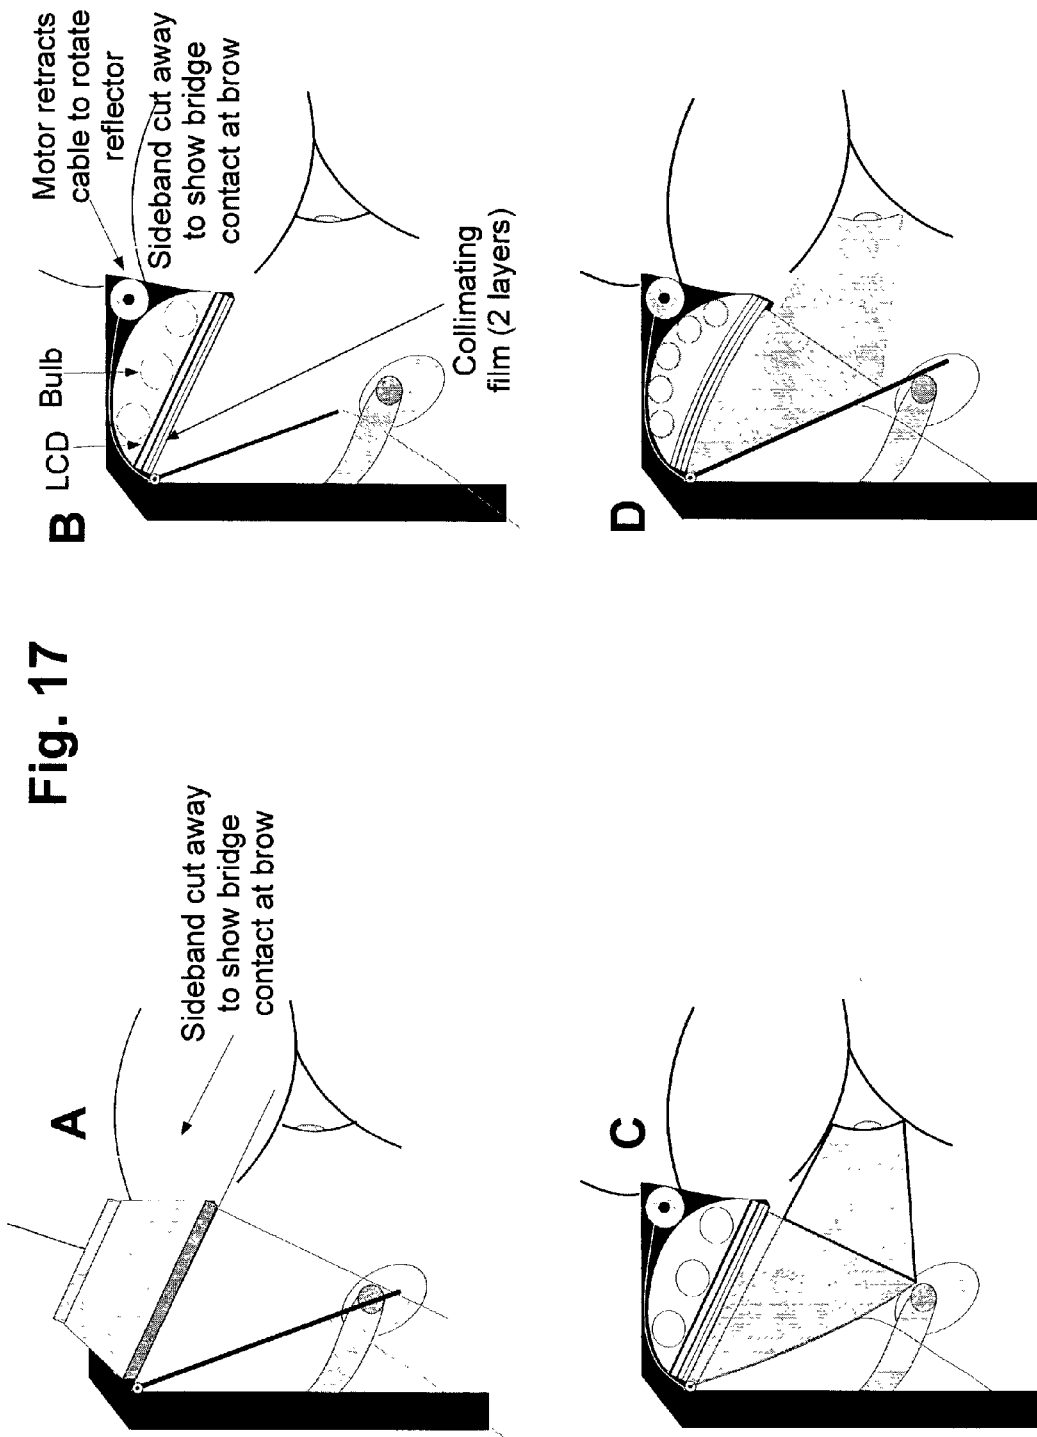 Fig. 17
A
Sideband cut away
to show bridge
contact at brow
B
LCD
Bulb
Motor retracts
cable to rotate
reflector
Sideband cut away
to show bridge
contact at brow
Collimating
film (2 layers)
C
D